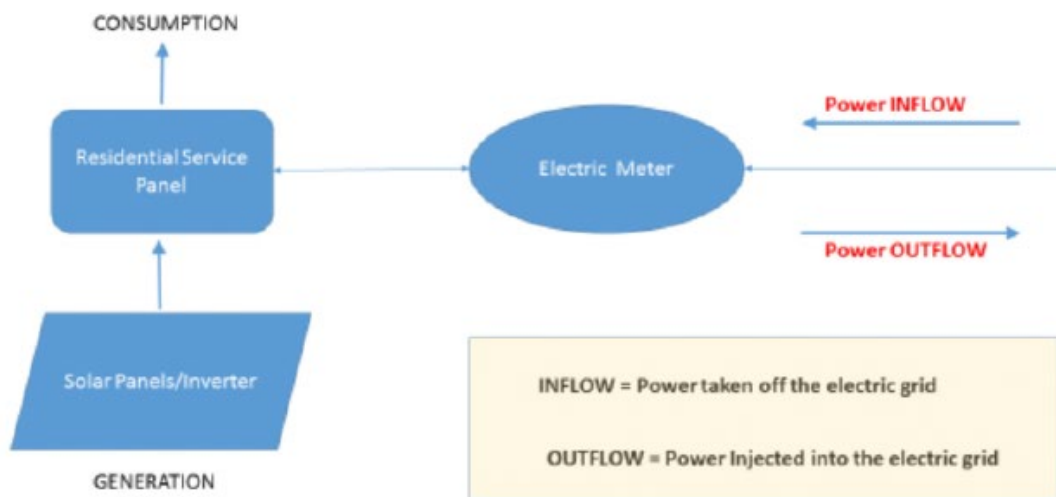 CONSUMPTION
Residential Service
Panel
Electric Meter
Power INFLOW
Power OUTFLOW
Solar Panels/Inverter
GENERATION
INFLOW = Power taken off the electric grid
OUTFLOW = Power Injected into the electric grid